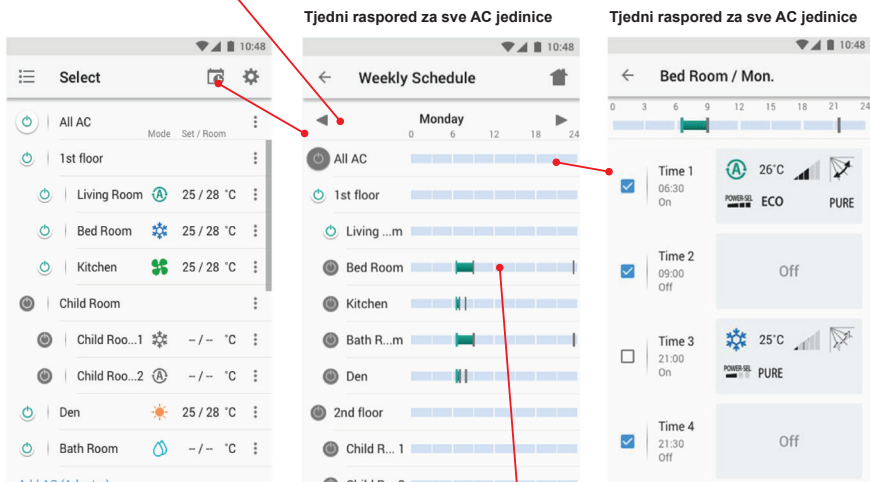 Tjedni raspored za sve AC jedinice
Tjedni raspored za sve AC jedinice
10:48
Select
All AC
Mode Set / Room
1st floor
Living Room A 25 / 28 °C
Bed Room 25 / 28 °C
Kitchen 25 / 28 °C
Child Room
Child Roo...1 -- / -- °C
Child Roo...2 A -- / -- °C
Den 25 / 28 °C
Bath Room -- / -- °C
10:48
Weekly Schedule
Monday
0 6 12 18 24
All AC
1st floor
Living ...m
Bed Room
Kitchen
Bath R...m
Den
2nd floor
Child R... 1
10:48
Bed Room / Mon.
0 3 6 9 12 15 18 21 24
Time 1
06:30
On
A 26°C
POWER-SEL ECO PURE
Time 2
09:00
Off
Off
Time 3
21:00
On
25°C
POWER-SEL PURE
Time 4
21:30
Off
Off